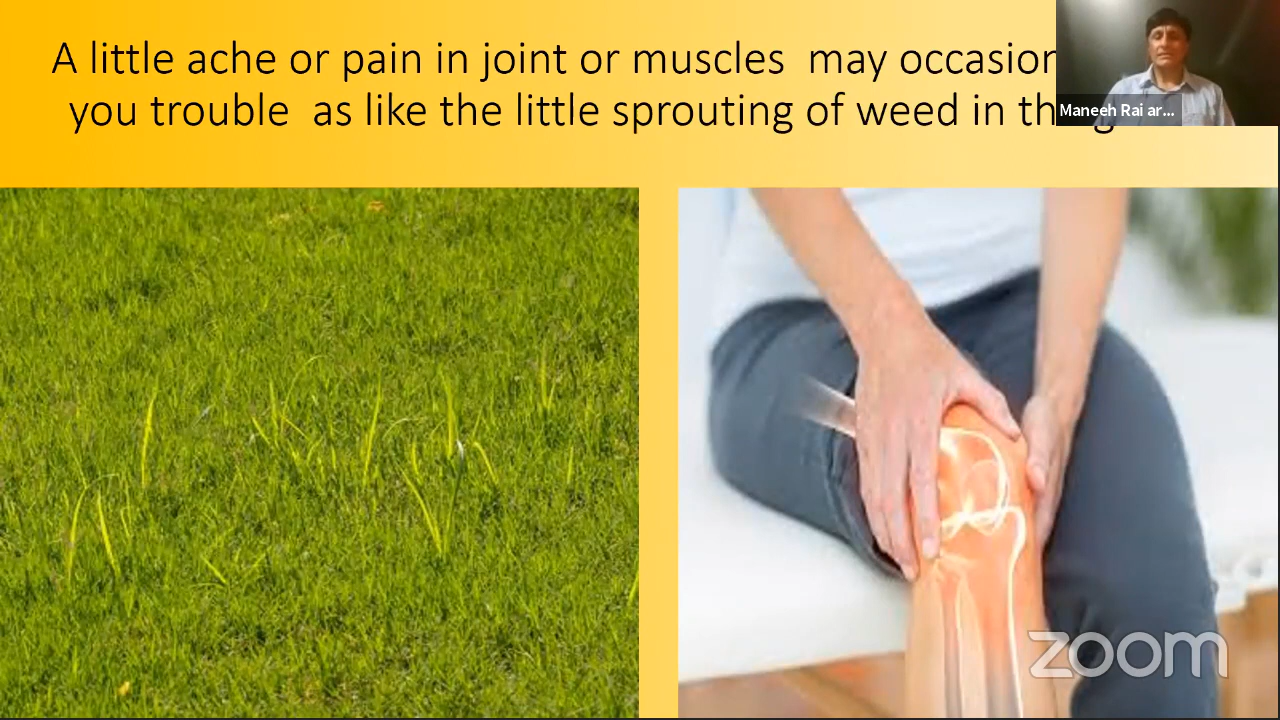 A little ache or pain in joint or muscles may occasion
you trouble as like the little sprouting of weed in th
Maneeh Rai ar...
zoom